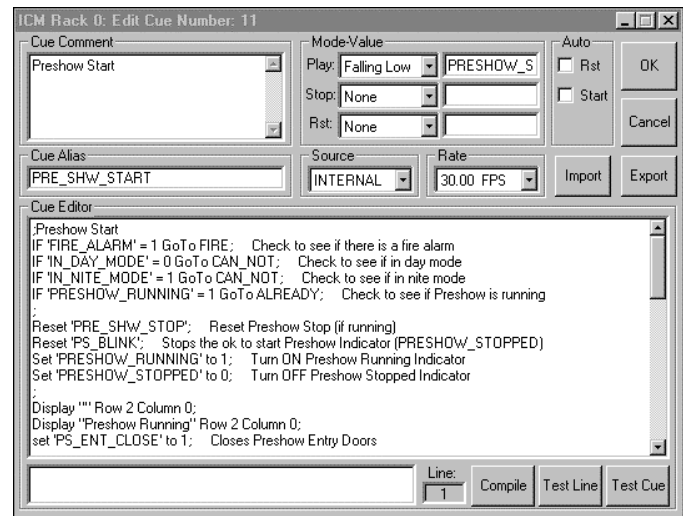 ICM Rack 0: Edit Cue Number: 11
Cue Comment
Preshow Start
Mode-Value
Play: Falling Low PRESHOW_S
Stop: None
Rst: None
Auto
Rst
Start
OK
Cancel
Cue Alias
PRE_SHW_START
Source
INTERNAL
Rate
30.00 FPS
Import
Export
Cue Editor
;Preshow Start
IF 'FIRE_ALARM' = 1 GoTo FIRE; Check to see if there is a fire alarm
IF 'IN_DAY_MODE' = 0 GoTo CAN_NOT; Check to see if in day mode
IF 'IN_NITE_MODE' = 1 GoTo CAN_NOT; Check to see if in nite mode
IF 'PRESHOW_RUNNING' = 1 GoTo ALREADY; Check to see if Preshow is running
;
Reset 'PRE_SHW_STOP'; Reset Preshow Stop (if running)
Reset 'PS_BLINK'; Stops the ok to start Preshow Indicator (PRESHOW_STOPPED)
Set 'PRESHOW_RUNNING' to 1; Turn ON Preshow Running Indicator
Set 'PRESHOW_STOPPED' to 0; Turn OFF Preshow Stopped Indicator
;
Display "" Row 2 Column 0;
Display "Preshow Running" Row 2 Column 0;
set 'PS_ENT_CLOSE' to 1; Closes Preshow Entry Doors
Line:
1
Compile
Test Line
Test Cue